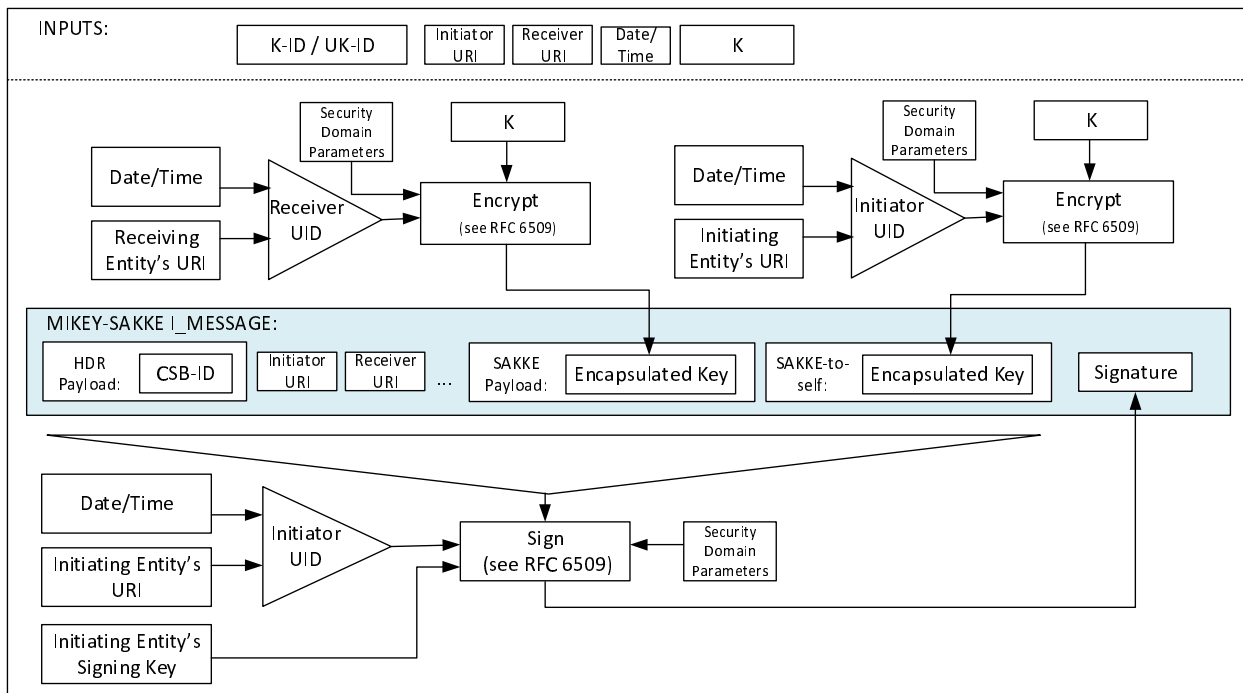 INPUTS:
K-ID / UK-ID
Initiator
URI
Receiver
URI
Date/
Time
K
Security
Domain
Parameters
K
Date/Time
Receiver
UID
Encrypt
(see RFC 6509)
Receiving
Entity's URI
Security
Domain
Parameters
K
Date/Time
Initiator
UID
Encrypt
(see RFC 6509)
Initiating
Entity's URI
MIKEY-SAKKE I_MESSAGE:
HDR
Payload:
CSB-ID
Initiator
URI
Receiver
URI
...
SAKKE
Payload:
Encapsulated Key
SAKKE-to-
self:
Encapsulated Key
Signature
Date/Time
Initiator
UID
Initiating Entity's
URI
Sign
(see RFC 6509)
Security
Domain
Parameters
Initiating Entity's
Signing Key